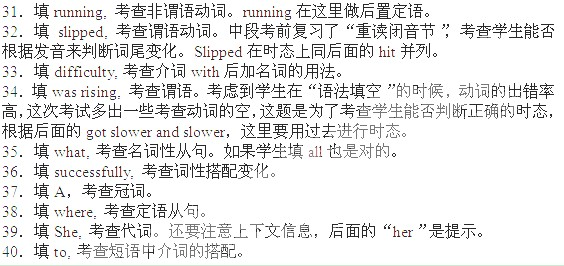 31．填 running, 考查非谓语动词。running 在这里做后置定语。
32． 填 slipped, 考查谓语动词。中段考前复习了“重读闭音节”，考查学生能否
根据发音来判断词尾变化。Slipped 在时态上同后面的 hit 并列。
33．填 difficulty, 考查介词 with 后加名词的用法。
34．填 was rising, 考查谓语。考虑到学生在“语法填空”的时候，动词的出错率
高，这次考试多出一些考查动词的空，这题是为了考查学生能否判断正确的时态，
根据后面的 got slower and slower，这里要用过去进行时态。
35．填 what, 考查名词性从句。如果学生填 all 也是对的。
36．填 successfully, 考查词性搭配变化。
37．填 A，考查冠词。
38．填 where, 考查定语从句。
39．填 She, 考查代词。还要注意上下文信息，后面的“her ”是提示。
40．填 to, 考查短语中介词的搭配。